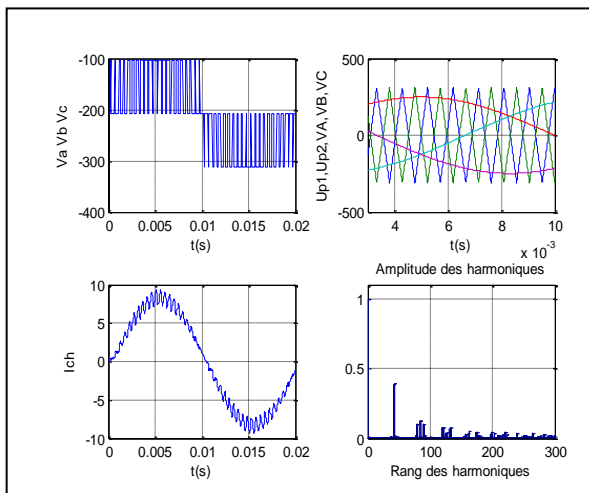 -100
-200
-300
-400
Va Vb Vc
0 0.005 0.01 0.015 0.02
t(s)
500
0
-500
Up1,Up2,VA,VB,VC
4 6 8 10
t(s)
x 10⁻³
10
5
0
-5
-10
Ich
0 0.005 0.01 0.015 0.02
t(s)
Amplitude des harmoniques
1
0.5
0
0 100 200 300
Rang des harmoniques